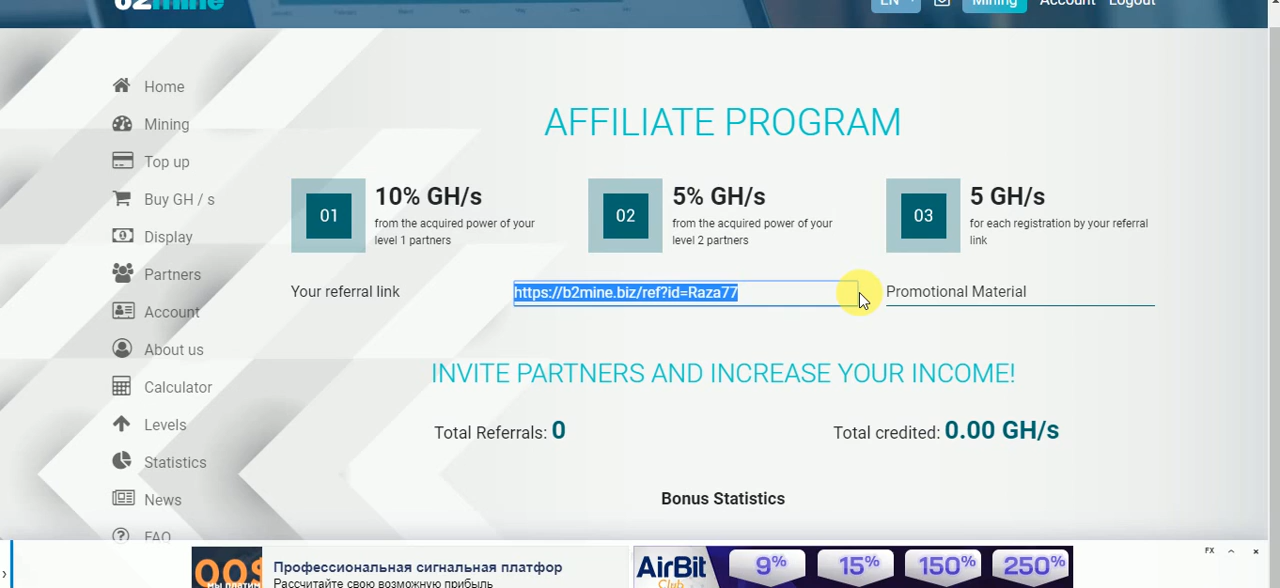 b2mine
EN
Mining
Account
Logout
Home
Mining
Top up
Buy GH / s
Display
Partners
Account
About us
Calculator
Levels
Statistics
News
FAQ
AFFILIATE PROGRAM
01
10% GH/s
from the acquired power of your
level 1 partners
02
5% GH/s
from the acquired power of your
level 2 partners
03
5 GH/s
for each registration by your referral
link
Your referral link
https://b2mine.biz/ref?id=Raza77
Promotional Material
INVITE PARTNERS AND INCREASE YOUR INCOME!
Total Referrals: 0
Total credited: 0.00 GH/s
Bonus Statistics
FX
Профессиональная сигнальная платфор
Рассчитайте свою возможную прибыль
AirBit
Club
9%
15%
150%
250%